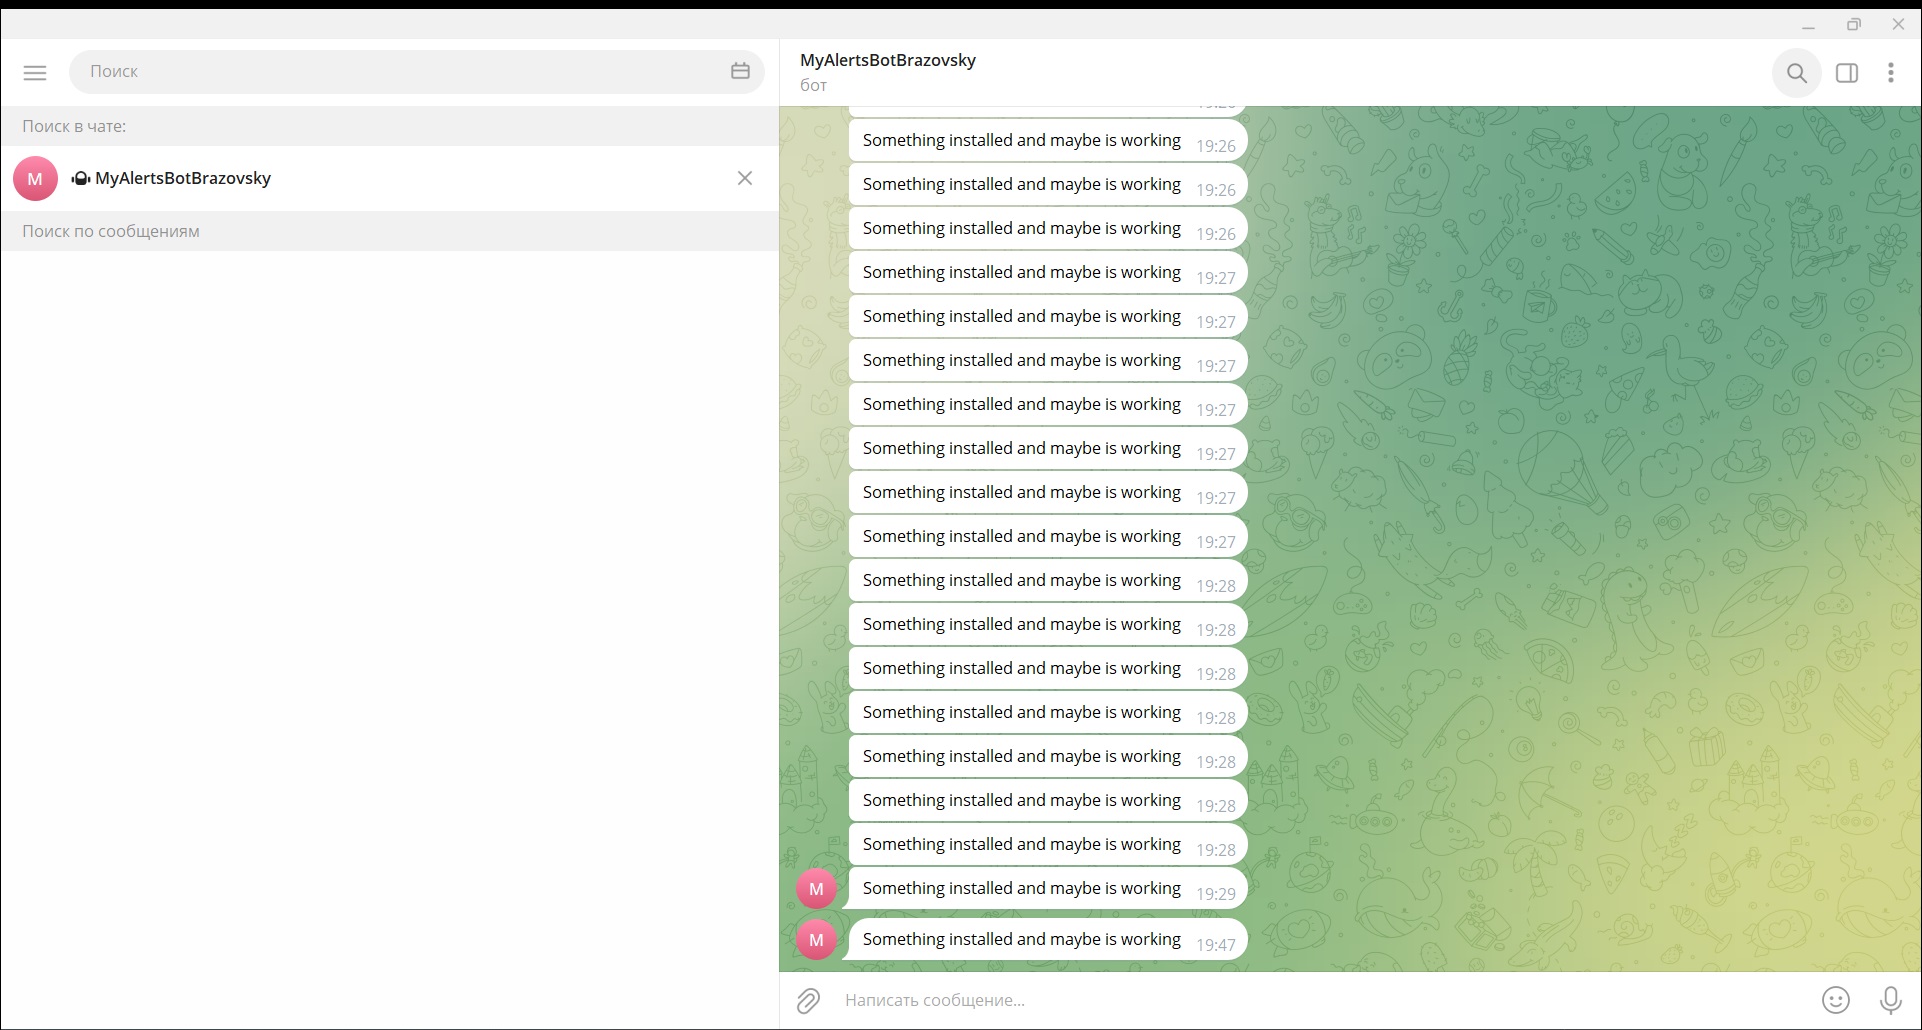 Поиск
Поиск в чате:
M
MyAlertsBotBrazovsky
Поиск по сообщениям
MyAlertsBotBrazovsky
бот
Something installed and maybe is working 19:26
Something installed and maybe is working 19:26
Something installed and maybe is working 19:26
Something installed and maybe is working 19:27
Something installed and maybe is working 19:27
Something installed and maybe is working 19:27
Something installed and maybe is working 19:27
Something installed and maybe is working 19:27
Something installed and maybe is working 19:27
Something installed and maybe is working 19:27
Something installed and maybe is working 19:28
Something installed and maybe is working 19:28
Something installed and maybe is working 19:28
Something installed and maybe is working 19:28
Something installed and maybe is working 19:28
Something installed and maybe is working 19:28
Something installed and maybe is working 19:28
M
Something installed and maybe is working 19:29
M
Something installed and maybe is working 19:47
Написать сообщение...